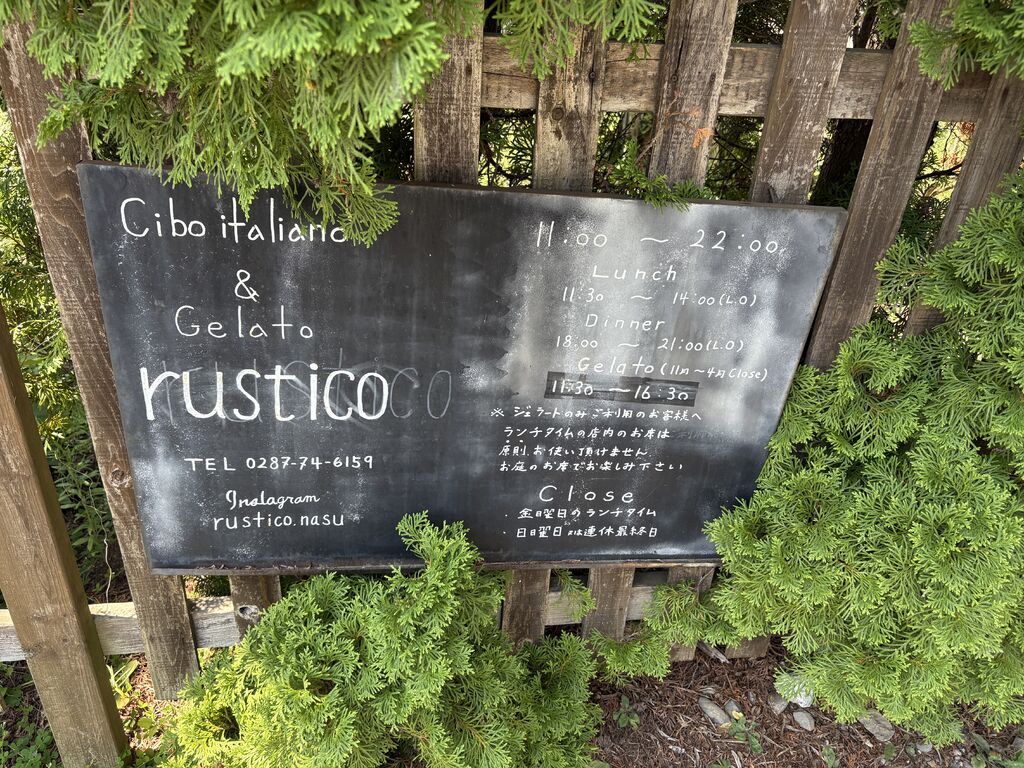 Cibo italiano
&
Gelato
rustico
TEL 0287-74-6159
Instagram
rustico.nasu
11:00 ～ 22:00
Lunch
11:30 ～ 14:00(L.O)
Dinner
18:00 ～ 21:00(L.O)
Gelato(11月～4月Close)
11:30 ～ 16:30
※ジェラートのみご利用のお客様へ
ランチタイムの店内のお席は
原則お使い頂けません
お庭のお席でお楽しみ下さい
Close
・金曜日のランチタイム
・日曜日又は連休最終日